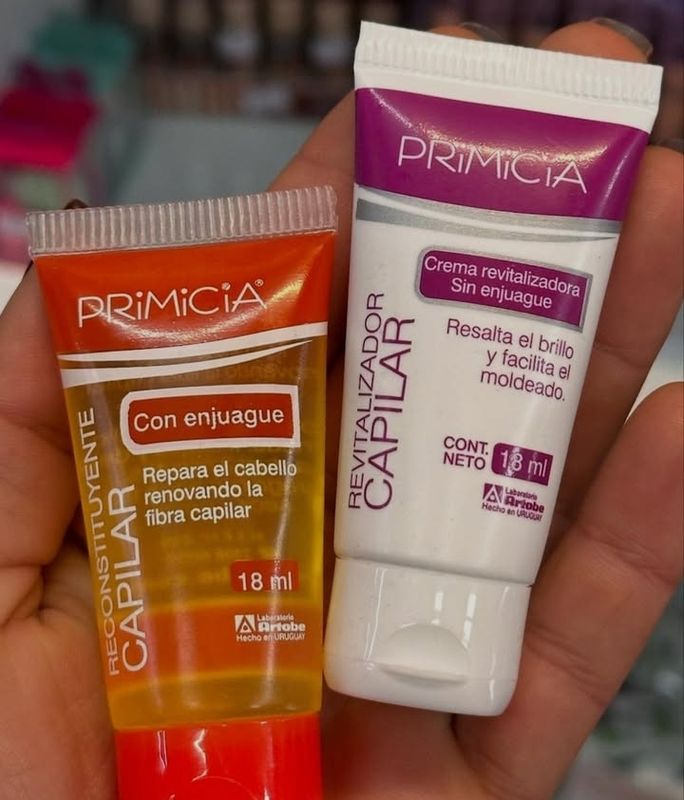 PRiMiCiA®
Con enjuague
Repara el cabello
renovando la
fibra capilar
RECONSTITUYENTE
CAPILAR
18 ml
Laboratorio
Artobe
Hecho en URUGUAY
PRiMiCiA
Crema revitalizadora
Sin enjuague
Resalta el brillo
y facilita el
moldeado.
REVITALIZADOR
CAPILAR
CONT.
NETO 18 ml
Laboratorio
Artobe
Hecho en URUGUAY